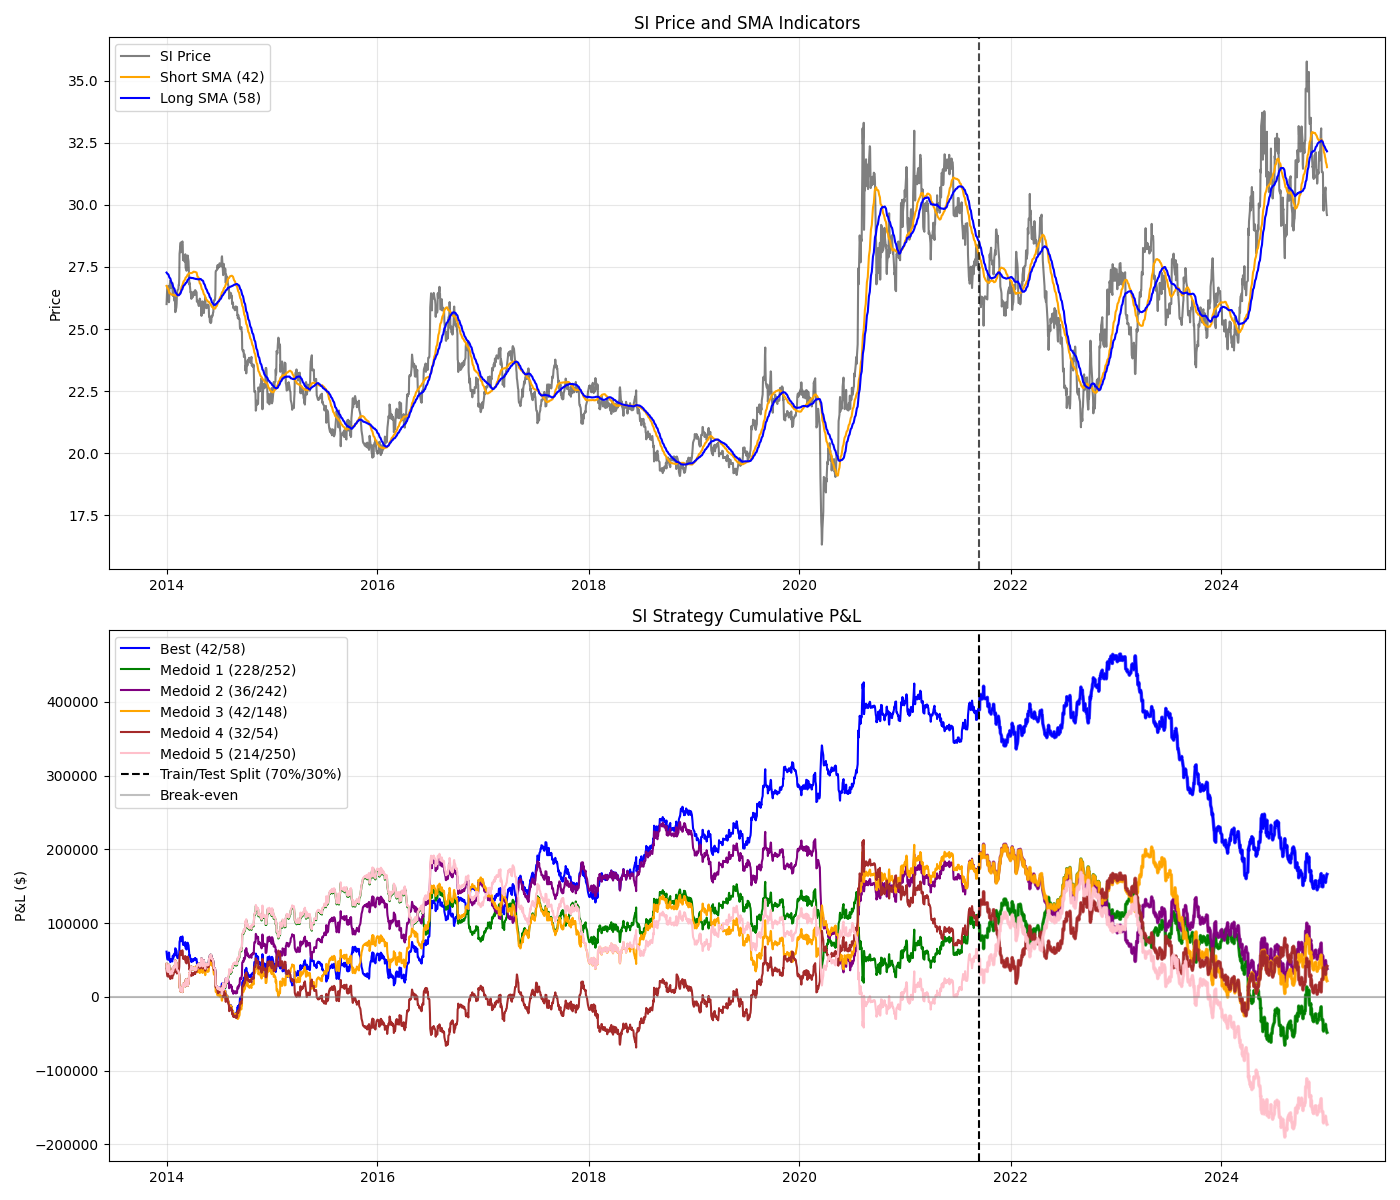 SI Price and SMA Indicators
SI Price
Short SMA (42)
Long SMA (58)
Price
35.0
32.5
30.0
27.5
25.0
22.5
20.0
17.5
2014 2016 2018 2020 2022 2024
SI Strategy Cumulative P&L
Best (42/58)
Medoid 1 (228/252)
Medoid 2 (36/242)
Medoid 3 (42/148)
Medoid 4 (32/54)
Medoid 5 (214/250)
Train/Test Split (70%/30%)
Break-even
P&L ($)
400000
300000
200000
100000
0
−100000
−200000
2014 2016 2018 2020 2022 2024